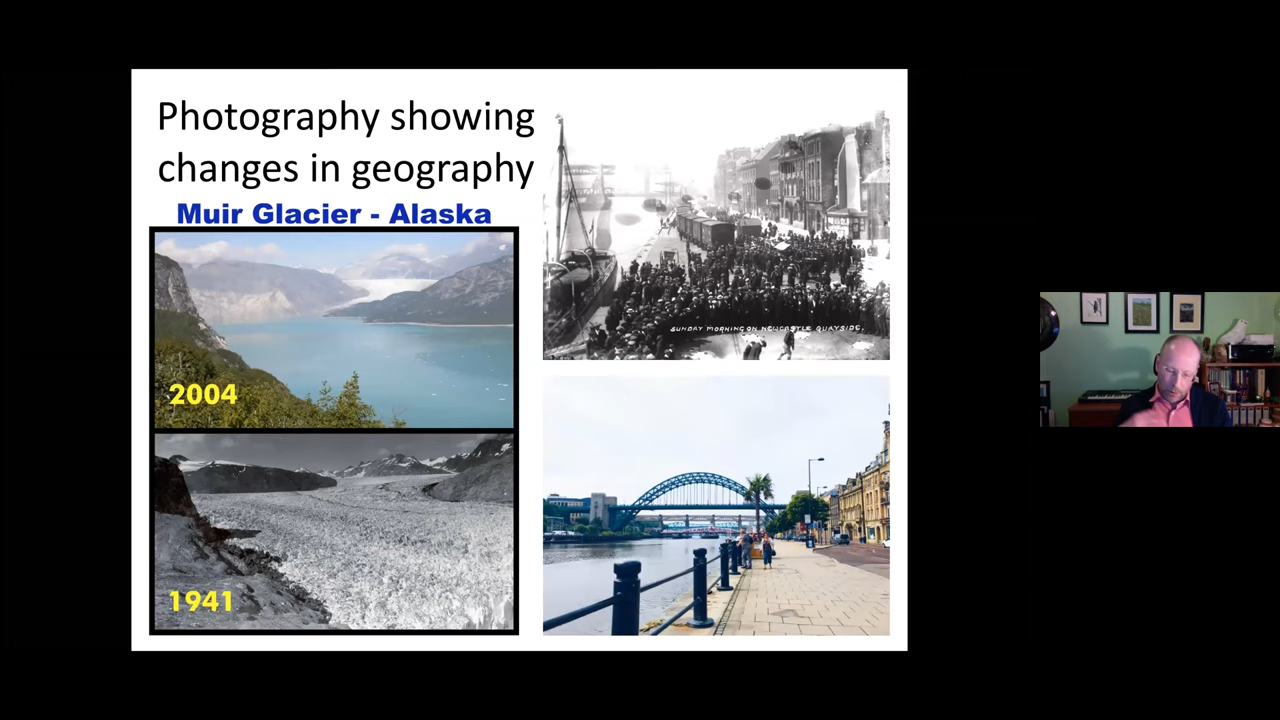 Photography showing
changes in geography
Muir Glacier - Alaska
2004
1941
SUNDAY MORNING ON NEWCASTLE QUAYSIDE.